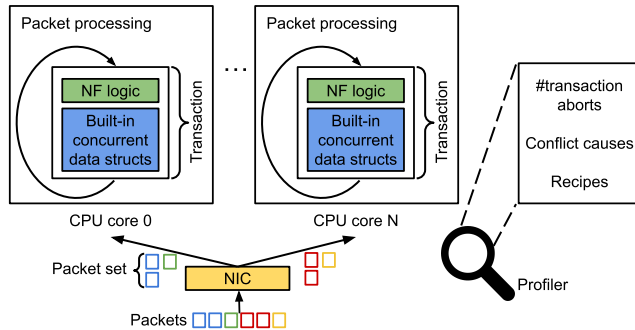 Packet processing
NF logic
Built-in
concurrent
data structs
Transaction
CPU core 0
...
Packet processing
NF logic
Built-in
concurrent
data structs
Transaction
CPU core N
#transaction
aborts
Conflict causes
Recipes
Profiler
Packet set
NIC
Packets